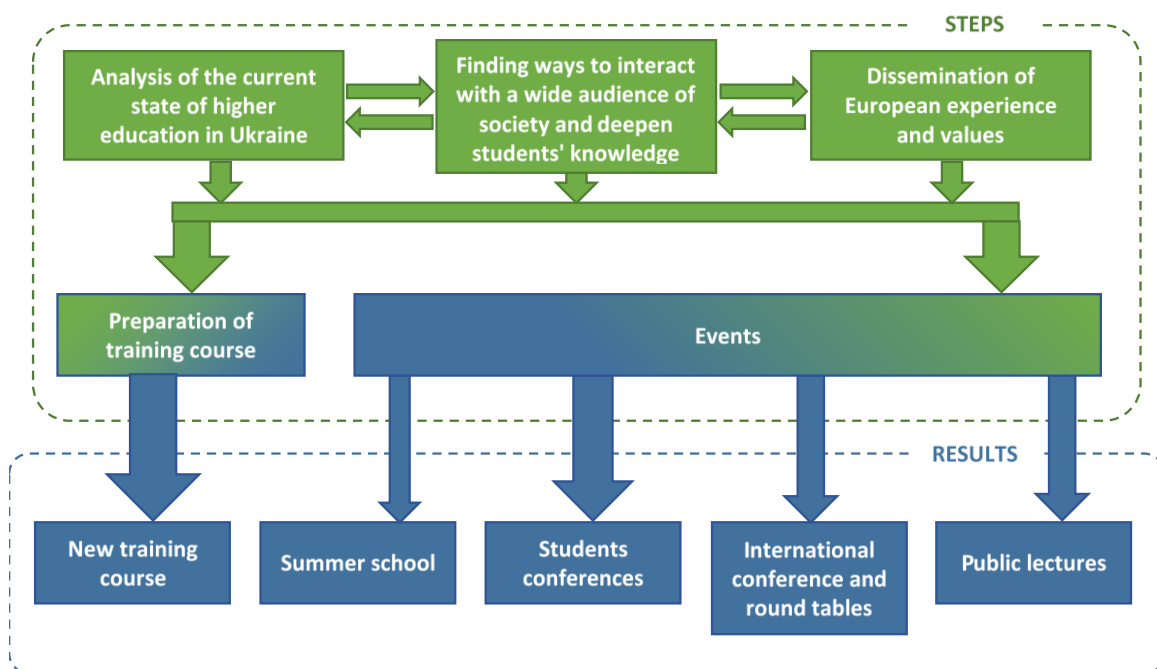 STEPS
Analysis of the current
state of higher
education in Ukraine
Finding ways to interact
with a wide audience of
society and deepen
students' knowledge
Dissemination of
European experience
and values
Preparation of
training course
Events
RESULTS
New training
course
Summer school
Students
conferences
International
conference and
round tables
Public lectures